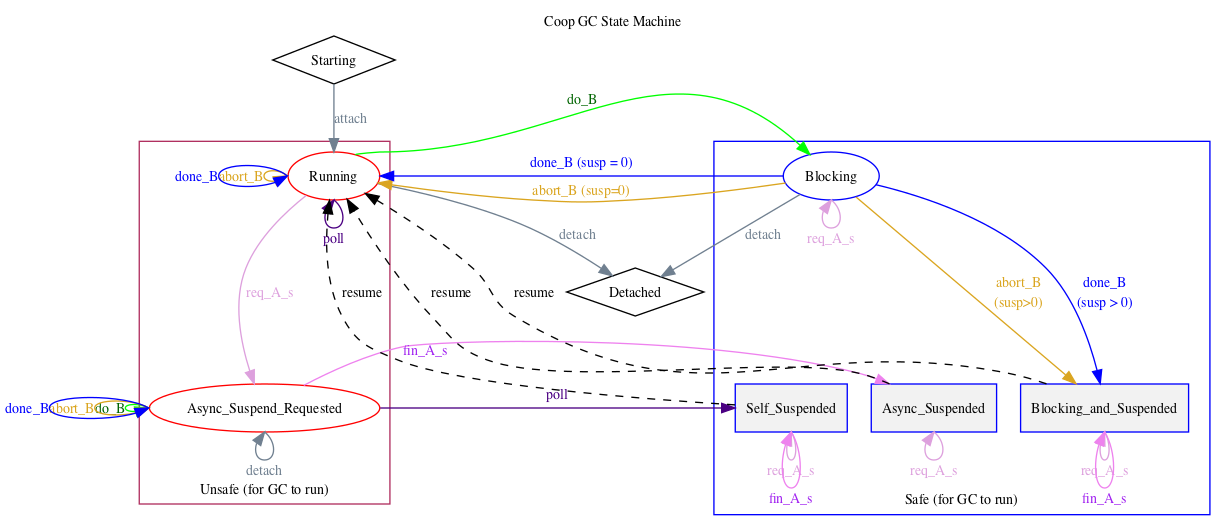 Coop GC State Machine
Starting
attach
do_B
done_B
abort_B
Running
done_B (susp = 0)
abort_B (susp=0)
Blocking
poll
detach
detach
req_A_s
req_A_s
resume
resume
resume
Detached
abort_B
(susp>0)
done_B
(susp > 0)
fin_A_s
done_B
abort_B
do_B
Async_Suspend_Requested
poll
Self_Suspended
Async_Suspended
Blocking_and_Suspended
detach
req_A_s
req_A_s
req_A_s
Unsafe (for GC to run)
fin_A_s
Safe (for GC to run)
fin_A_s